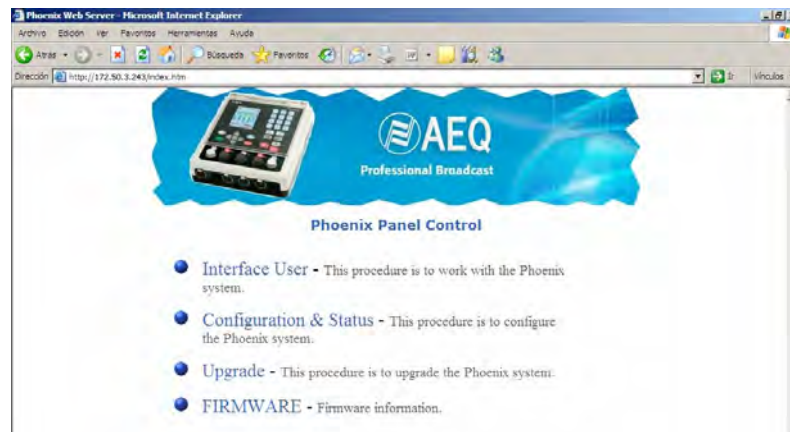 Phoenix Web Server - Microsoft Internet Explorer
Archivo Edición Ver Favoritos Herramientas Ayuda
Atrás Búsqueda Favoritos
Dirección http://172.50.3.243/index.htm Ir Vínculos
AEQ
Professional Broadcast
Phoenix Panel Control
Interface User - This procedure is to work with the Phoenix
system.
Configuration & Status - This procedure is to configure
the Phoenix system.
Upgrade - This procedure is to upgrade the Phoenix system.
FIRMWARE - Firmware information.